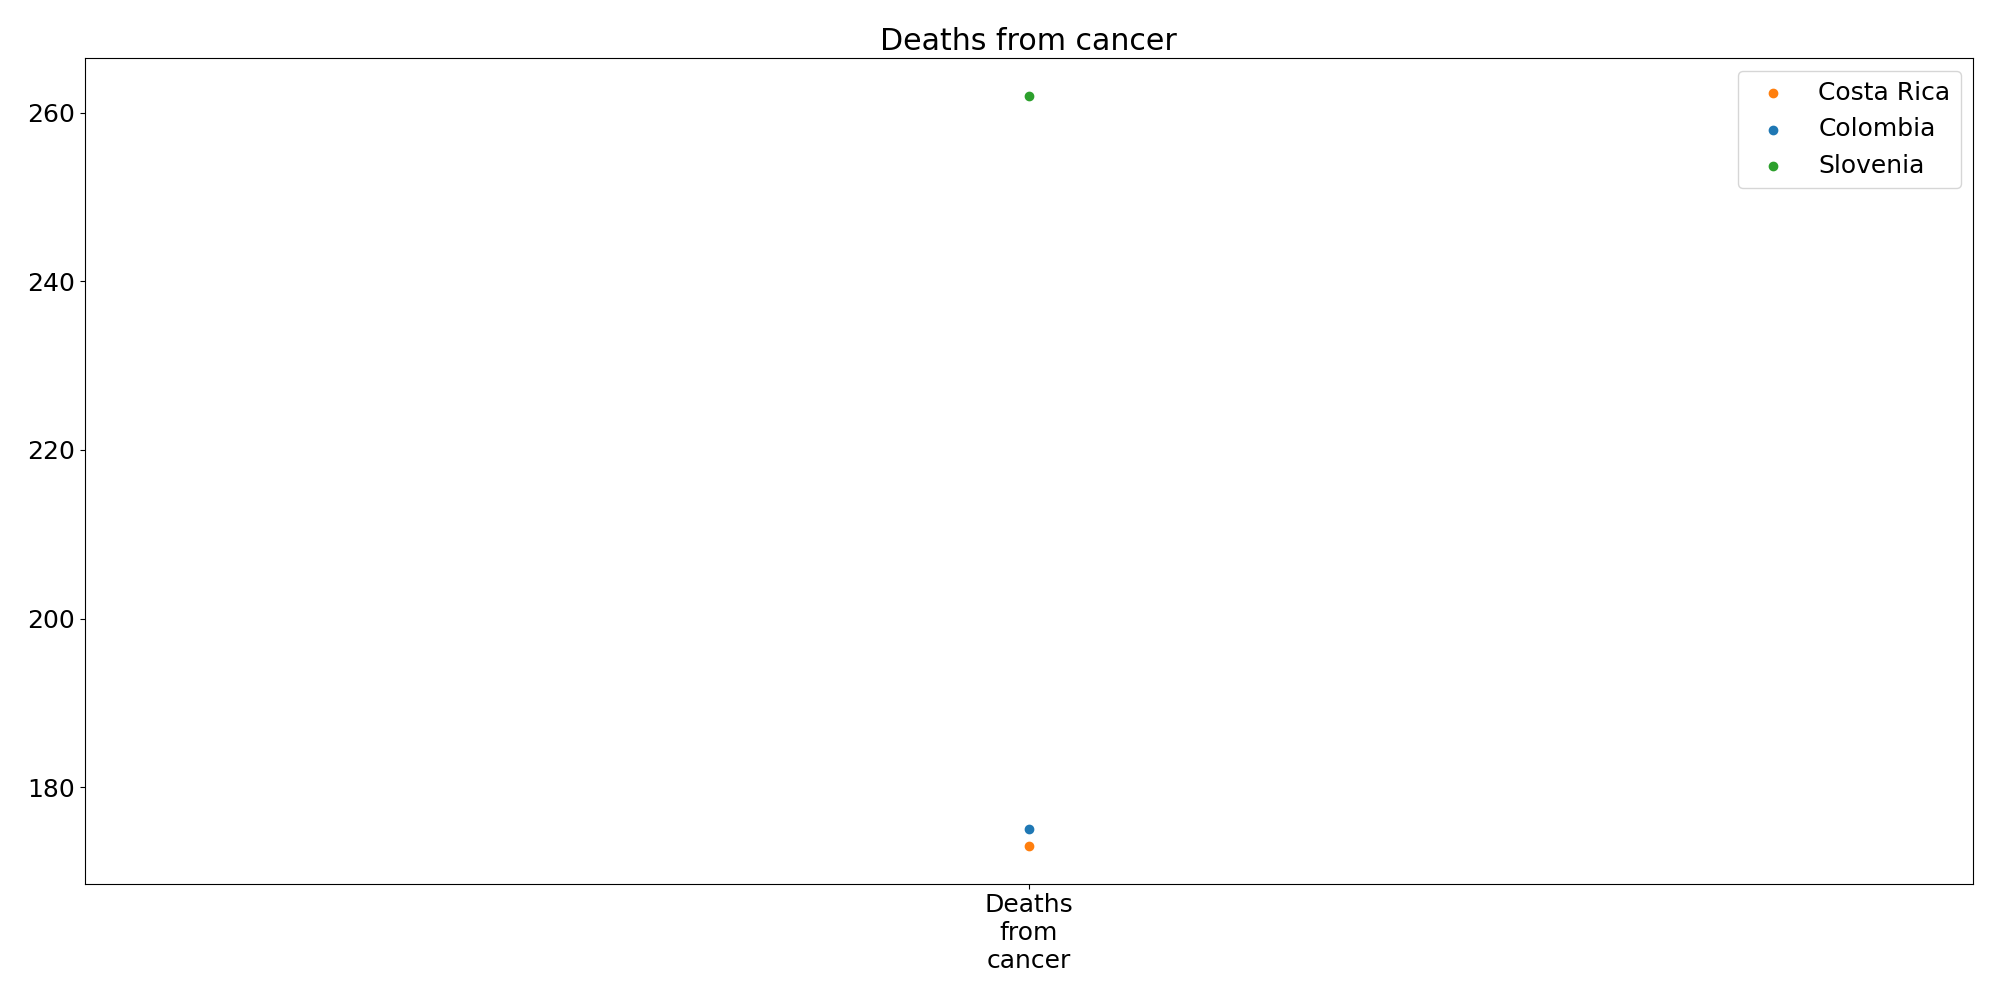 Deaths from cancer
260
240
220
200
180
Costa Rica
Colombia
Slovenia
Deaths
from
cancer